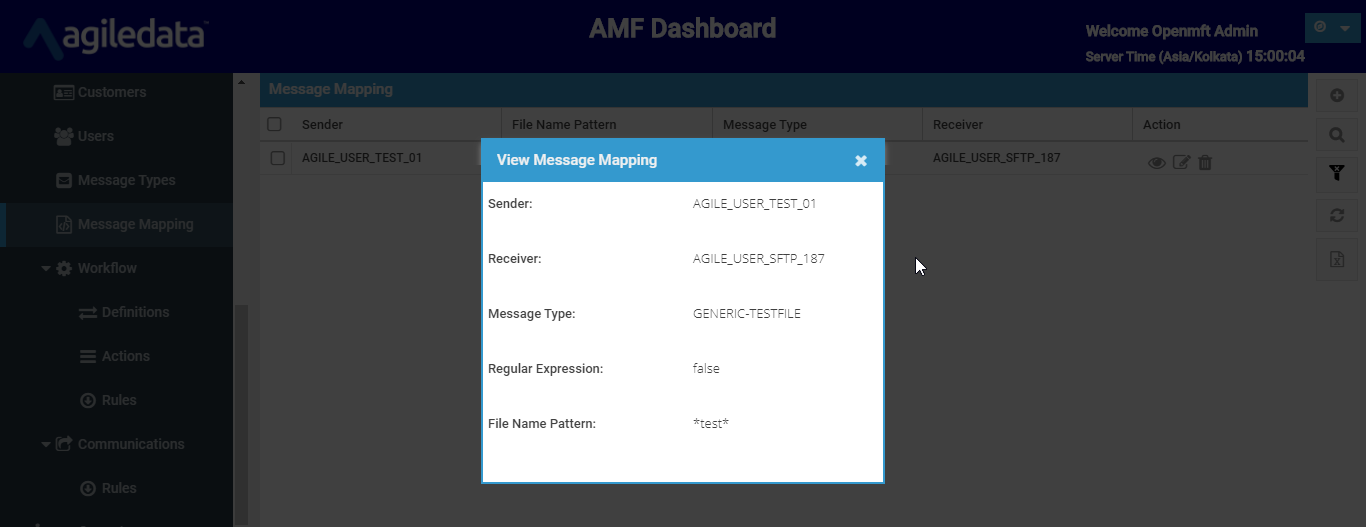 agiledata
AMF Dashboard
Welcome Openmft Admin
Server Time (Asia/Kolkata) 15:00:04
Customers
Users
Message Types
Message Mapping
Workflow
Definitions
Actions
Rules
Communications
Rules
Message Mapping
Sender File Name Pattern Message Type Receiver Action
AGILE_USER_TEST_01 AGILE_USER_SFTP_187
View Message Mapping
Sender: AGILE_USER_TEST_01
Receiver: AGILE_USER_SFTP_187
Message Type: GENERIC-TESTFILE
Regular Expression: false
File Name Pattern: *test*